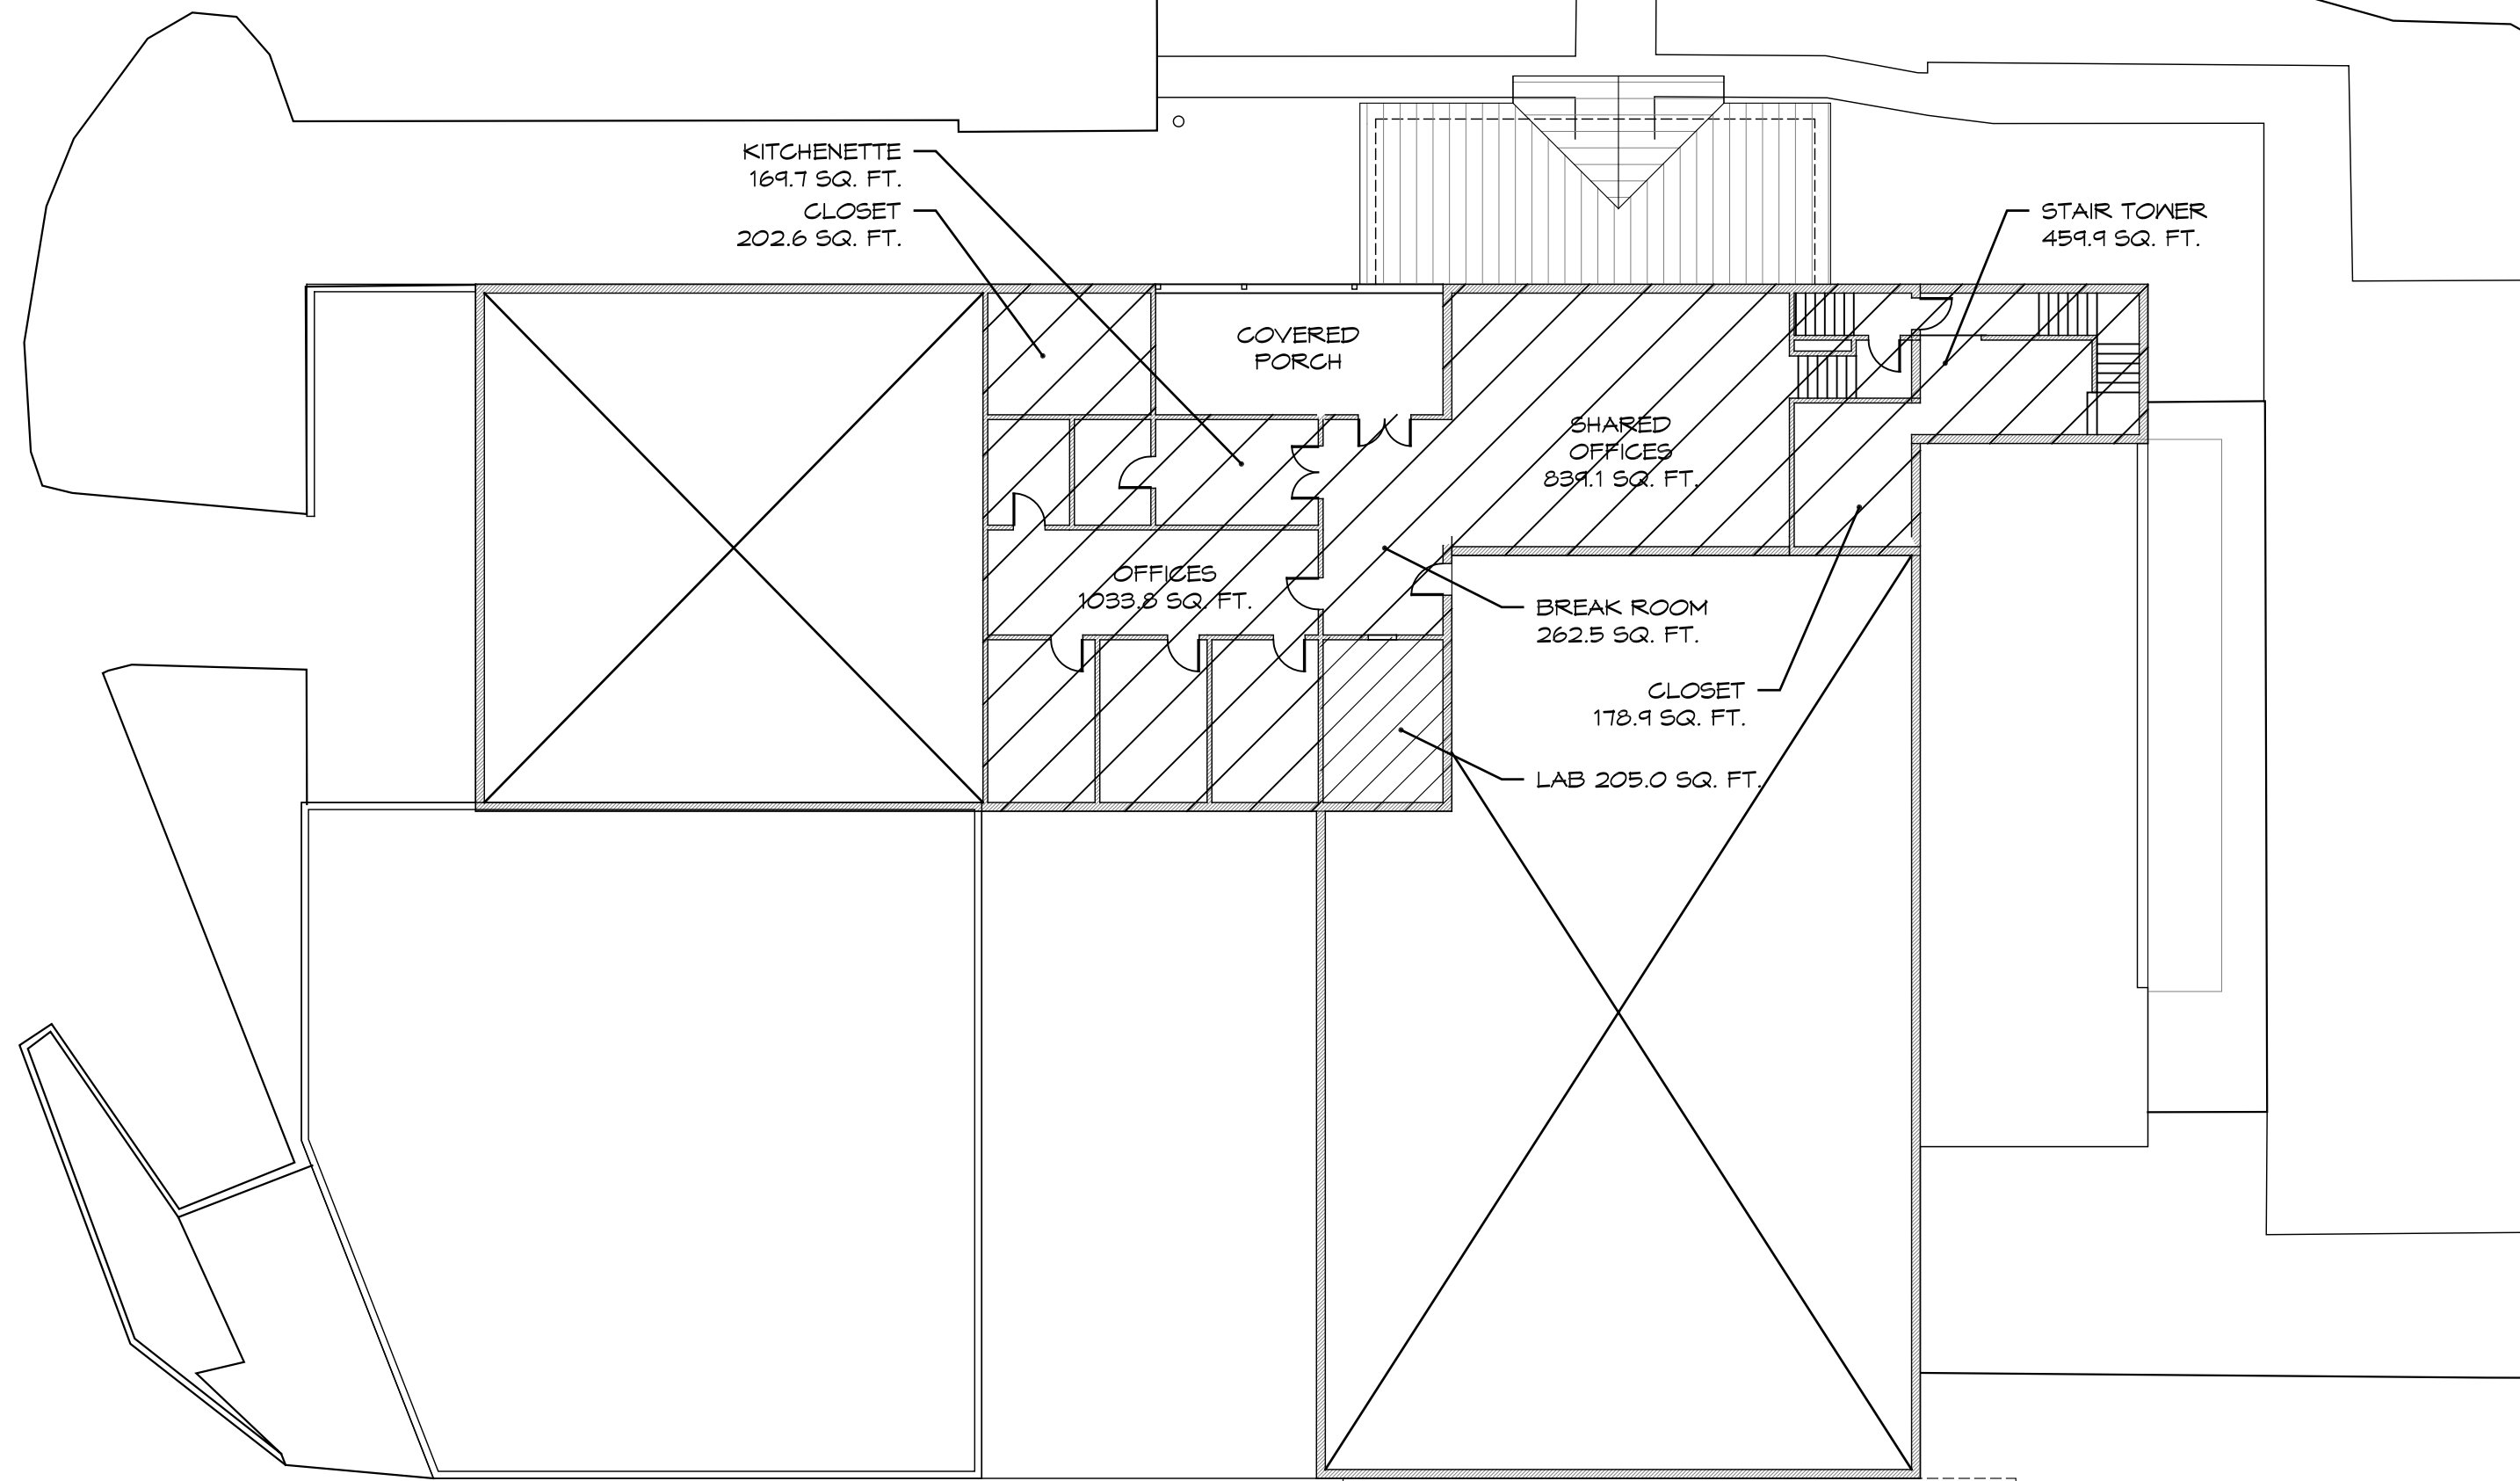 KITCHENETTE
169.7 SQ. FT.
CLOSET
202.6 SQ. FT.
STAIR TOWER
459.9 SQ. FT.
COVERED
PORCH
SHARED
OFFICES
839.1 SQ. FT.
OFFICES
1033.8 SQ. FT.
BREAK ROOM
262.5 SQ. FT.
CLOSET
178.9 SQ. FT.
LAB 205.0 SQ. FT.